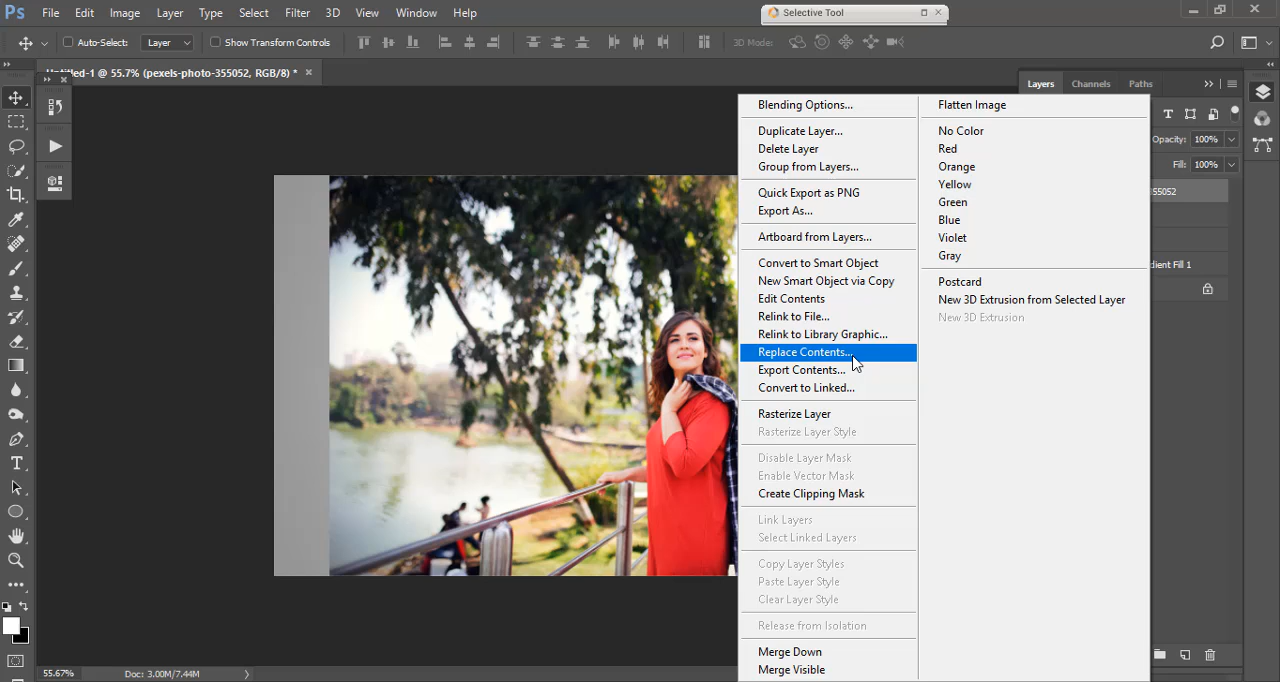 Ps File Edit Image Layer Type Select Filter 3D View Window Help
Selective Tool
Auto-Select: Layer Show Transform Controls 3D Mode:
Untitled-1 @ 55.7% (pexels-photo-355052, RGB/8) *
Layers Channels Paths
Opacity: 100%
Fill: 100%
55052
dient Fill 1
Blending Options...
Duplicate Layer...
Delete Layer
Group from Layers...
Quick Export as PNG
Export As...
Artboard from Layers...
Convert to Smart Object
New Smart Object via Copy
Edit Contents
Relink to File...
Relink to Library Graphic...
Replace Contents...
Export Contents...
Convert to Linked...
Rasterize Layer
Rasterize Layer Style
Disable Layer Mask
Enable Vector Mask
Create Clipping Mask
Link Layers
Select Linked Layers
Copy Layer Styles
Paste Layer Style
Clear Layer Style
Release from Isolation
Merge Down
Merge Visible
Flatten Image
No Color
Red
Orange
Yellow
Green
Blue
Violet
Gray
Postcard
New 3D Extrusion from Selected Layer
New 3D Extrusion
55.67% Doc: 3.00M/7.44M